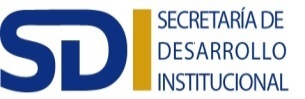 SDI
SECRETARÍA DE
DESARROLLO
INSTITUCIONAL